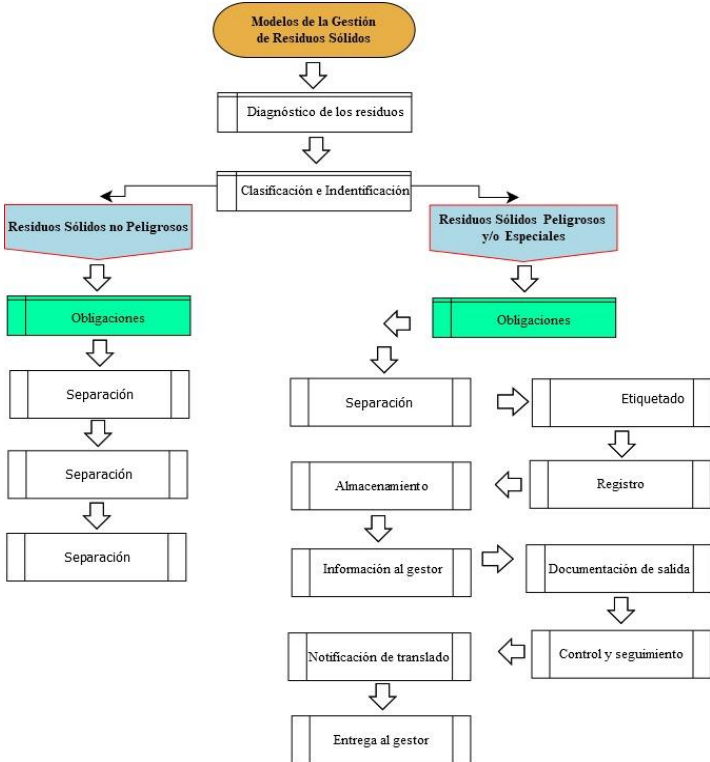 Modelos de la Gestión
de Residuos Sólidos
Diagnóstico de los residuos
Clasificación e Indentificación
Residuos Sólidos no Peligrosos
Residuos Sólidos Peligrosos
y/o Especiales
Obligaciones
Obligaciones
Separación
Separación
Separación
Separación
Etiquetado
Registro
Almacenamiento
Información al gestor
Documentación de salida
Control y seguimiento
Notificación de translado
Entrega al gestor